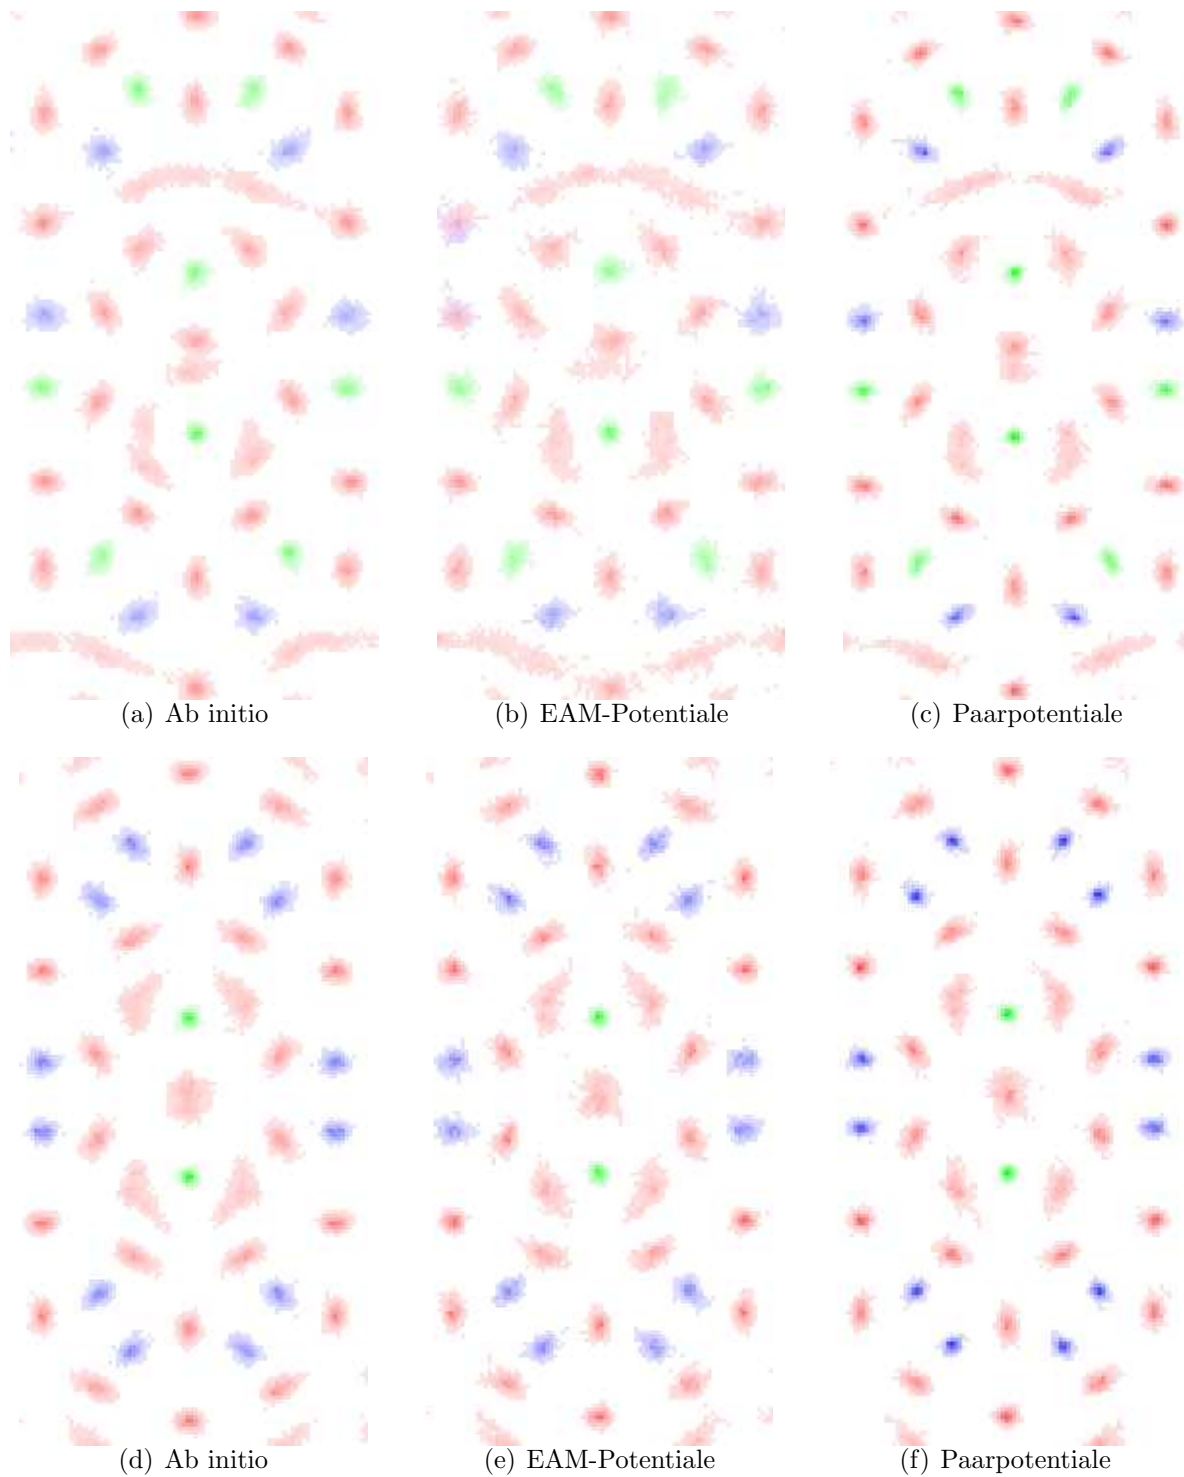 (a) Ab initio
(b) EAM-Potentiale
(c) Paarpotentiale
(d) Ab initio
(e) EAM-Potentiale
(f) Paarpotentiale